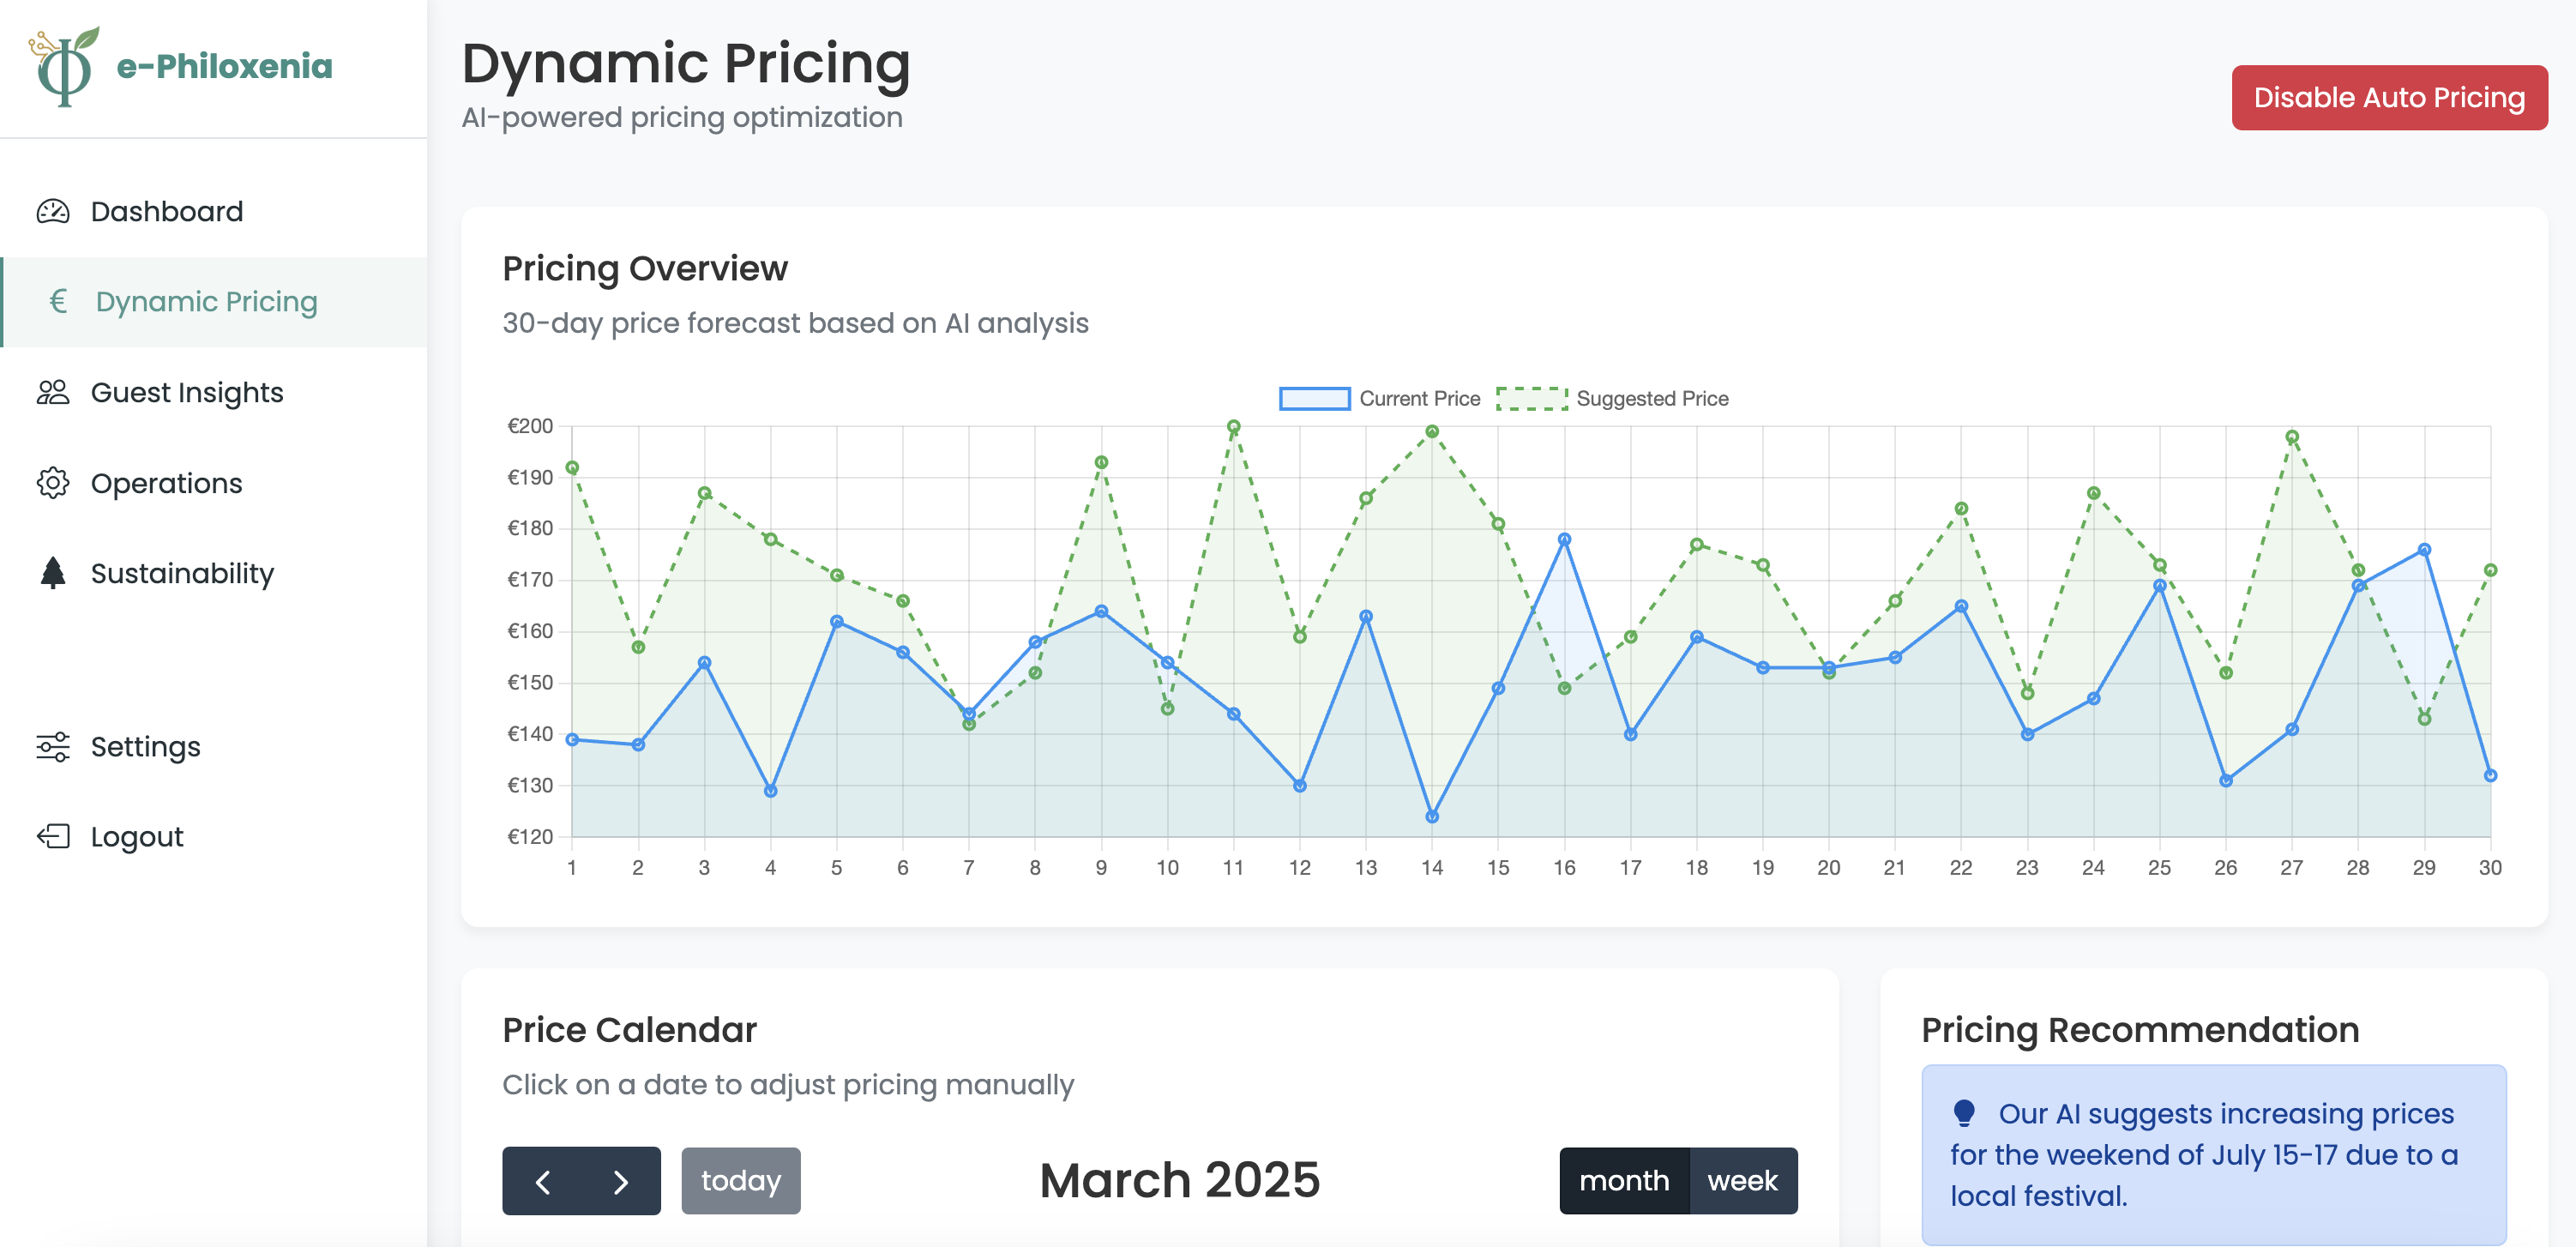 e-Philoxenia
Dashboard
€ Dynamic Pricing
Guest Insights
Operations
Sustainability
Settings
Logout
Dynamic Pricing
AI-powered pricing optimization
Disable Auto Pricing
Pricing Overview
30-day price forecast based on AI analysis
Current Price Suggested Price
€200
€190
€180
€170
€160
€150
€140
€130
€120
1 2 3 4 5 6 7 8 9 10 11 12 13 14 15 16 17 18 19 20 21 22 23 24 25 26 27 28 29 30
Price Calendar
Click on a date to adjust pricing manually
today
March 2025
month week
Pricing Recommendation
Our AI suggests increasing prices
for the weekend of July 15-17 due to a
local festival.